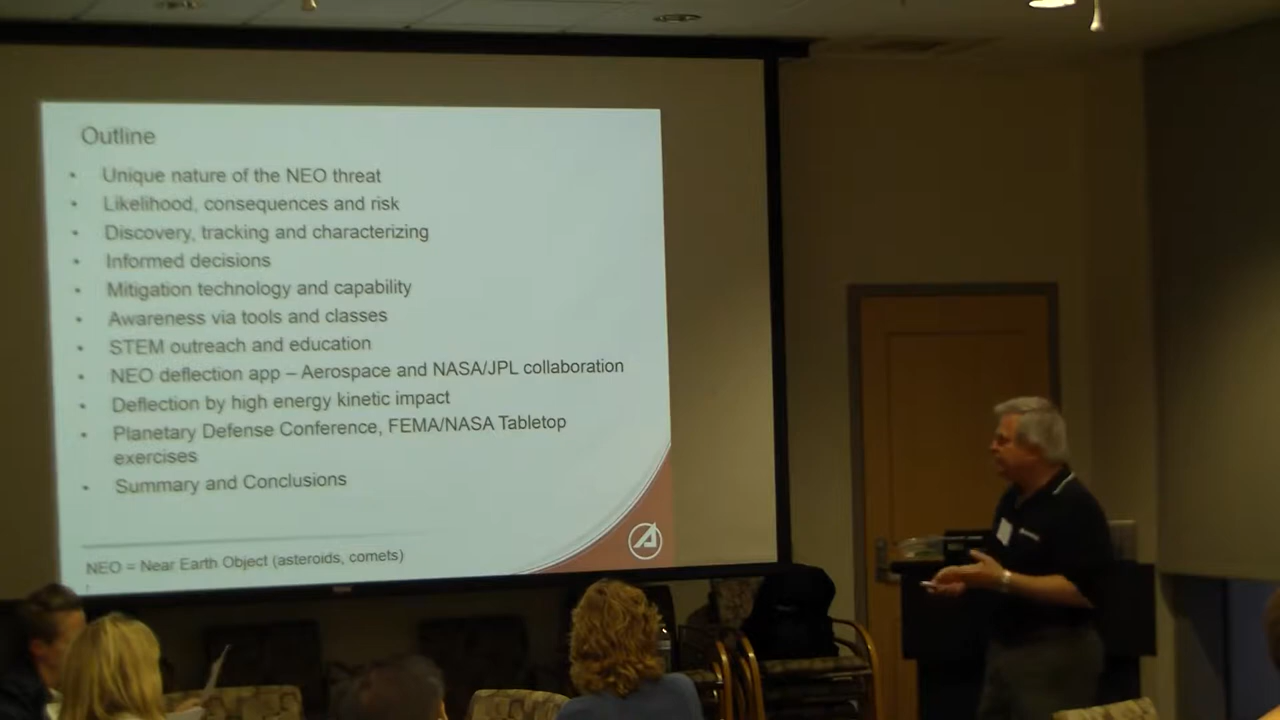 Outline
• Unique nature of the NEO threat
• Likelihood, consequences and risk
• Discovery, tracking and characterizing
• Informed decisions
• Mitigation technology and capability
• Awareness via tools and classes
• STEM outreach and education
• NEO deflection app – Aerospace and NASA/JPL collaboration
• Deflection by high energy kinetic impact
• Planetary Defense Conference, FEMA/NASA Tabletop
exercises
• Summary and Conclusions
NEO = Near Earth Object (asteroids, comets)